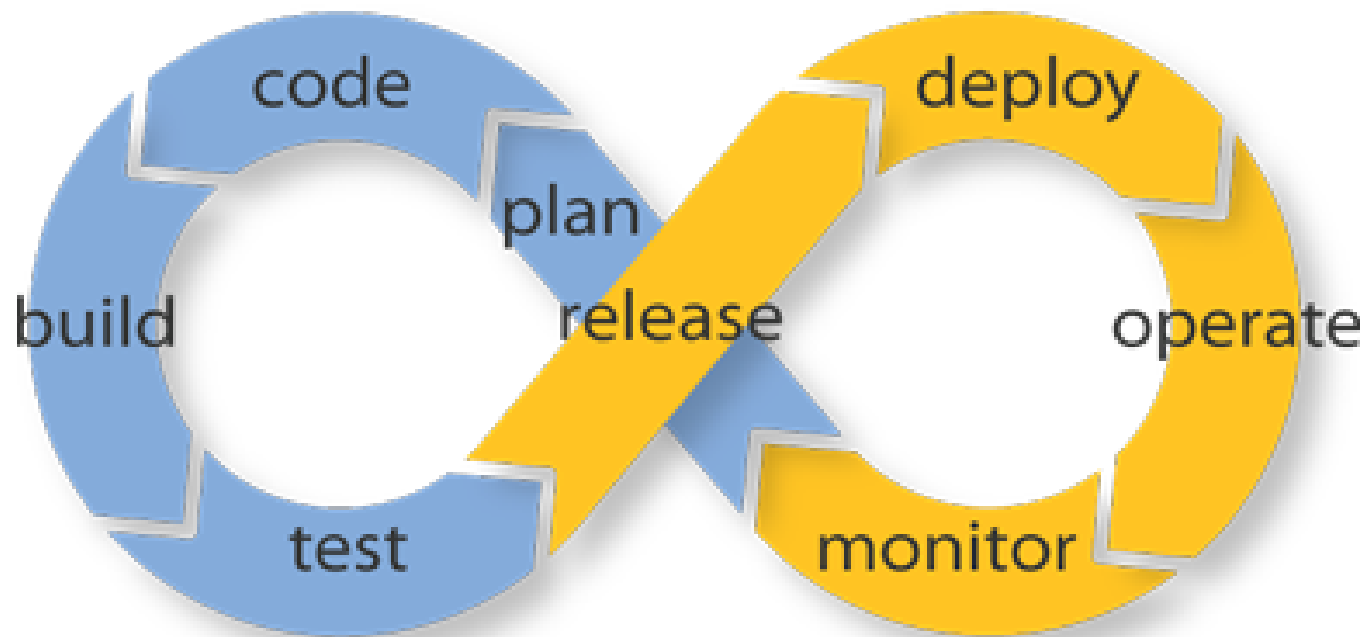 code
deploy
plan
release
build
operate
test
monitor